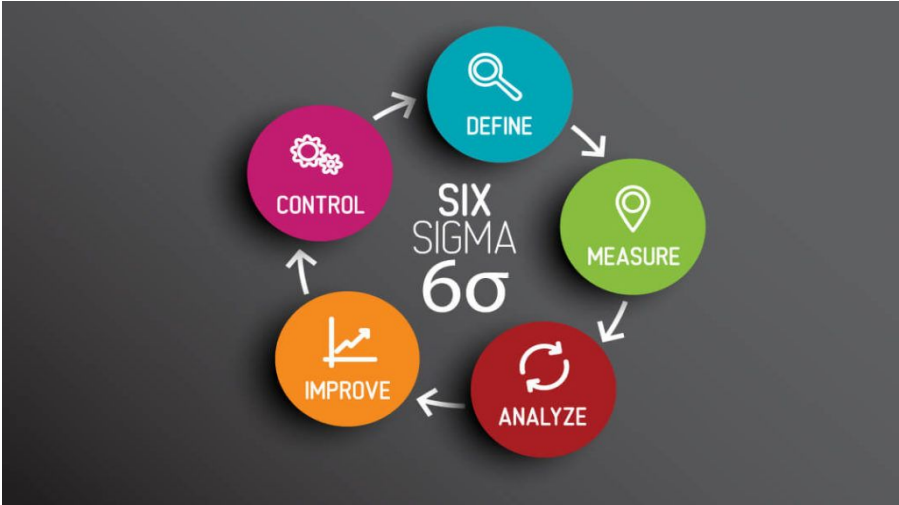 DEFINE
MEASURE
ANALYZE
IMPROVE
CONTROL
SIX
SIGMA
6σ